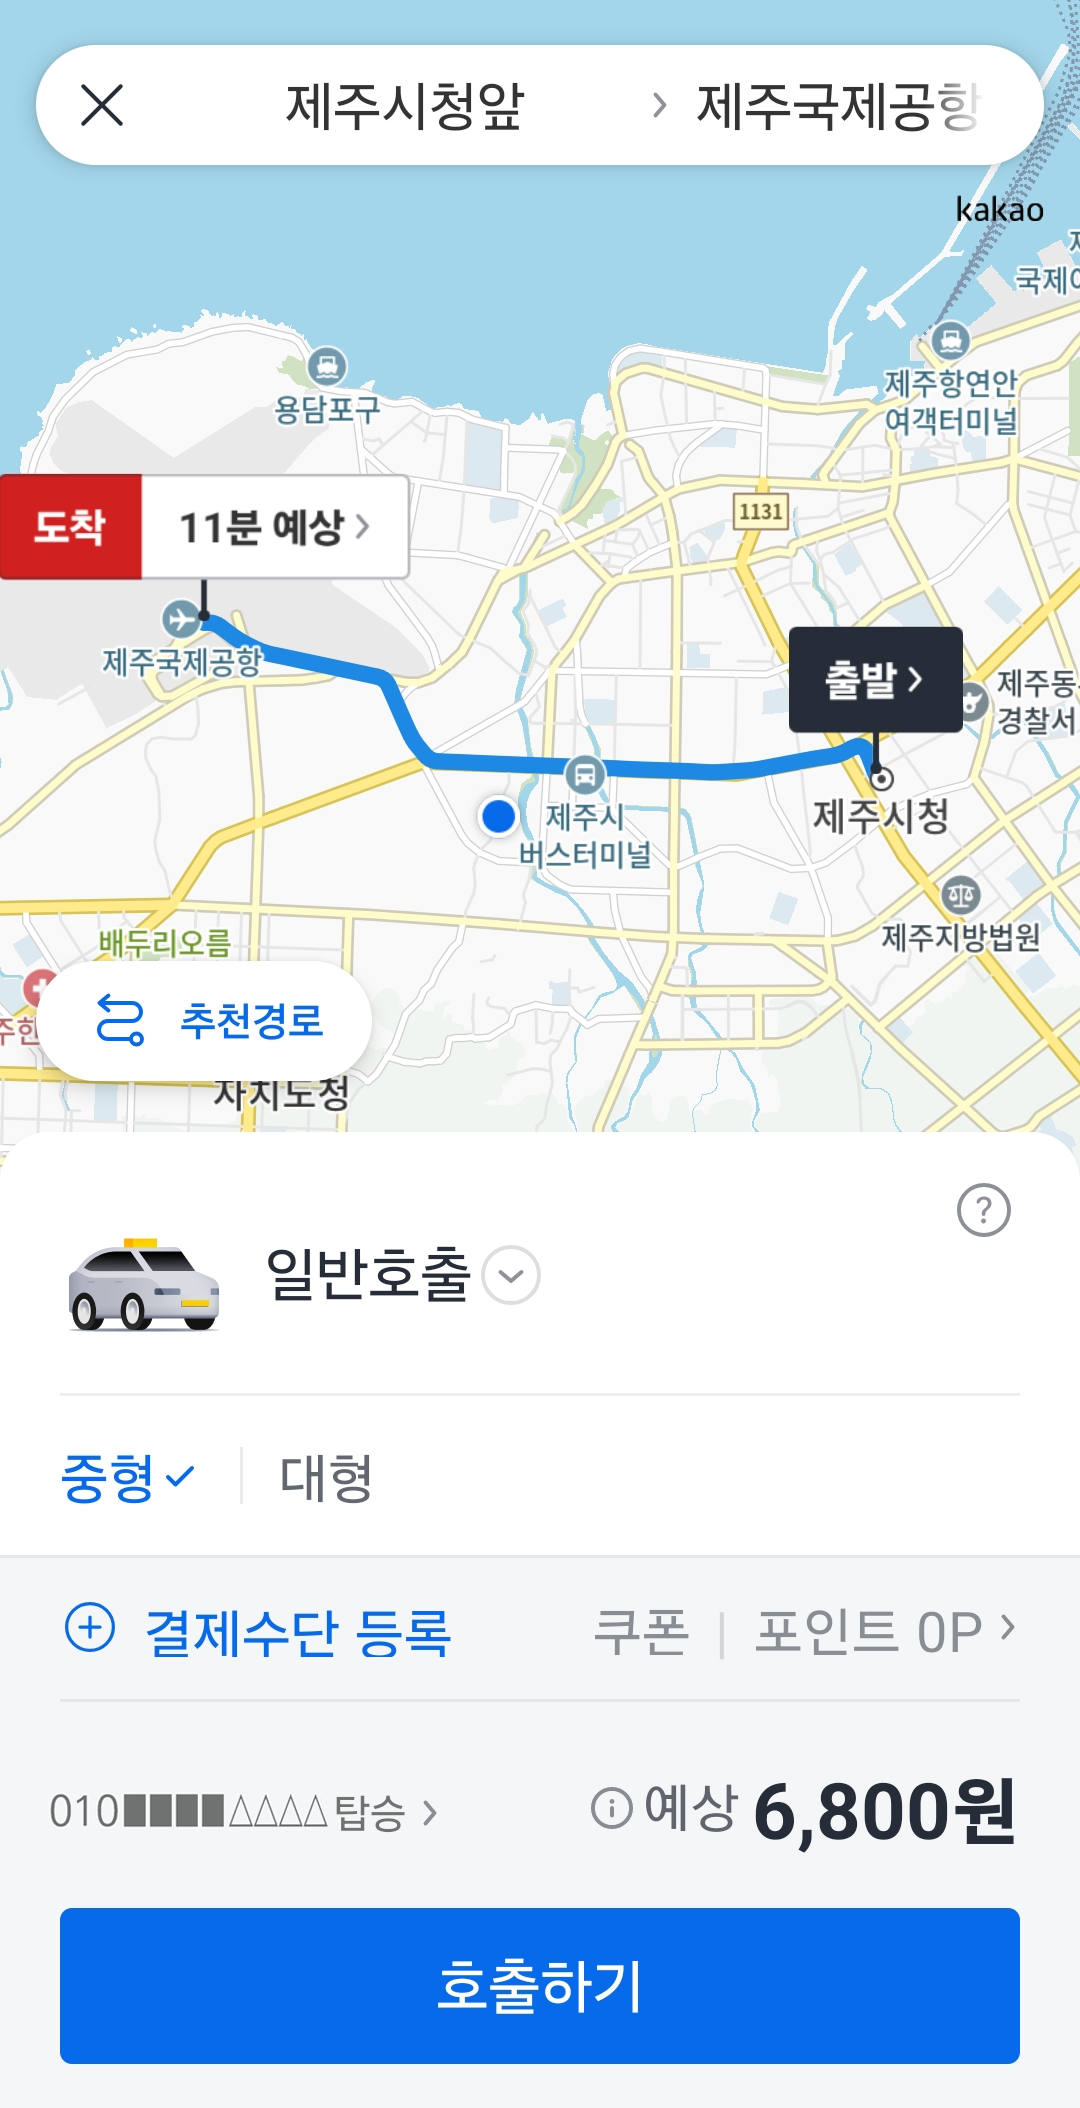 제주시청앞 > 제주국제공항
kakao
국제여
용담포구
제주항연안
여객터미널
1131
도착 11분 예상 >
제주국제공항
출발 >
제주동
경찰서
제주시청
제주시
버스터미널
제주지방법원
배두리오름
주한
추천경로
자치도청
?
일반호출
중형 대형
결제수단 등록 쿠폰 | 포인트 0P >
010■■■■△△△△탑승 > 예상 6,800원
호출하기